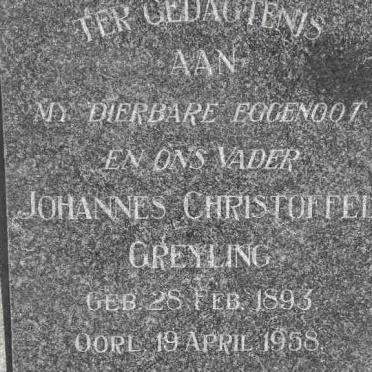 TER GEDAGTENIS
AAN
MY DIERBARE EGGENOOT
EN ONS VADER
JOHANNES CHRISTOFFEL
GREYLING
GEB. 28 FEB. 1893
OORL. 19 APRIL 1958.